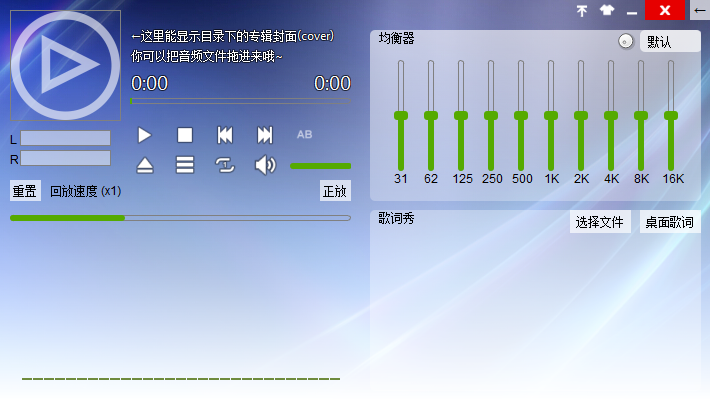 ←这里能显示目录下的专辑封面(cover)
你可以把音频文件拖进来哦~
0:00 0:00
AB
L
R
重置 回放速度 (x1) 正放
均衡器 默认
31 62 125 250 500 1K 2K 4K 8K 16K
歌词秀 选择文件 桌面歌词